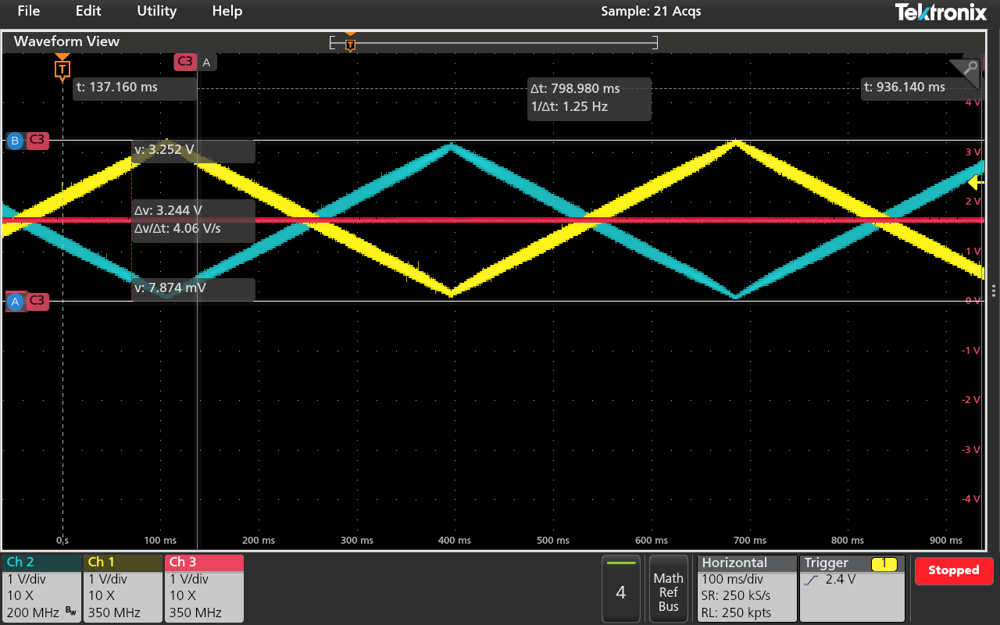 File Edit Utility Help Sample: 21 Acqs Tektronix
Waveform View
T
T
C3 A
t: 137.160 ms
Δt: 798.980 ms
1/Δt: 1.25 Hz
t: 936.140 ms
4 V
B C3
v: 3.252 V
3 V
2 V
Δv: 3.244 V
Δv/Δt: 4.06 V/s
1 V
v: 7.874 mV
A C3
0 V
-1 V
-2 V
-3 V
-4 V
0 s 100 ms 200 ms 300 ms 400 ms 500 ms 600 ms 700 ms 800 ms 900 ms
Ch 2
1 V/div
10 X
200 MHz Bw
Ch 1
1 V/div
10 X
350 MHz
Ch 3
1 V/div
10 X
350 MHz
4
Math
Ref
Bus
Horizontal
100 ms/div
SR: 250 kS/s
RL: 250 kpts
Trigger 1
2.4 V
Stopped